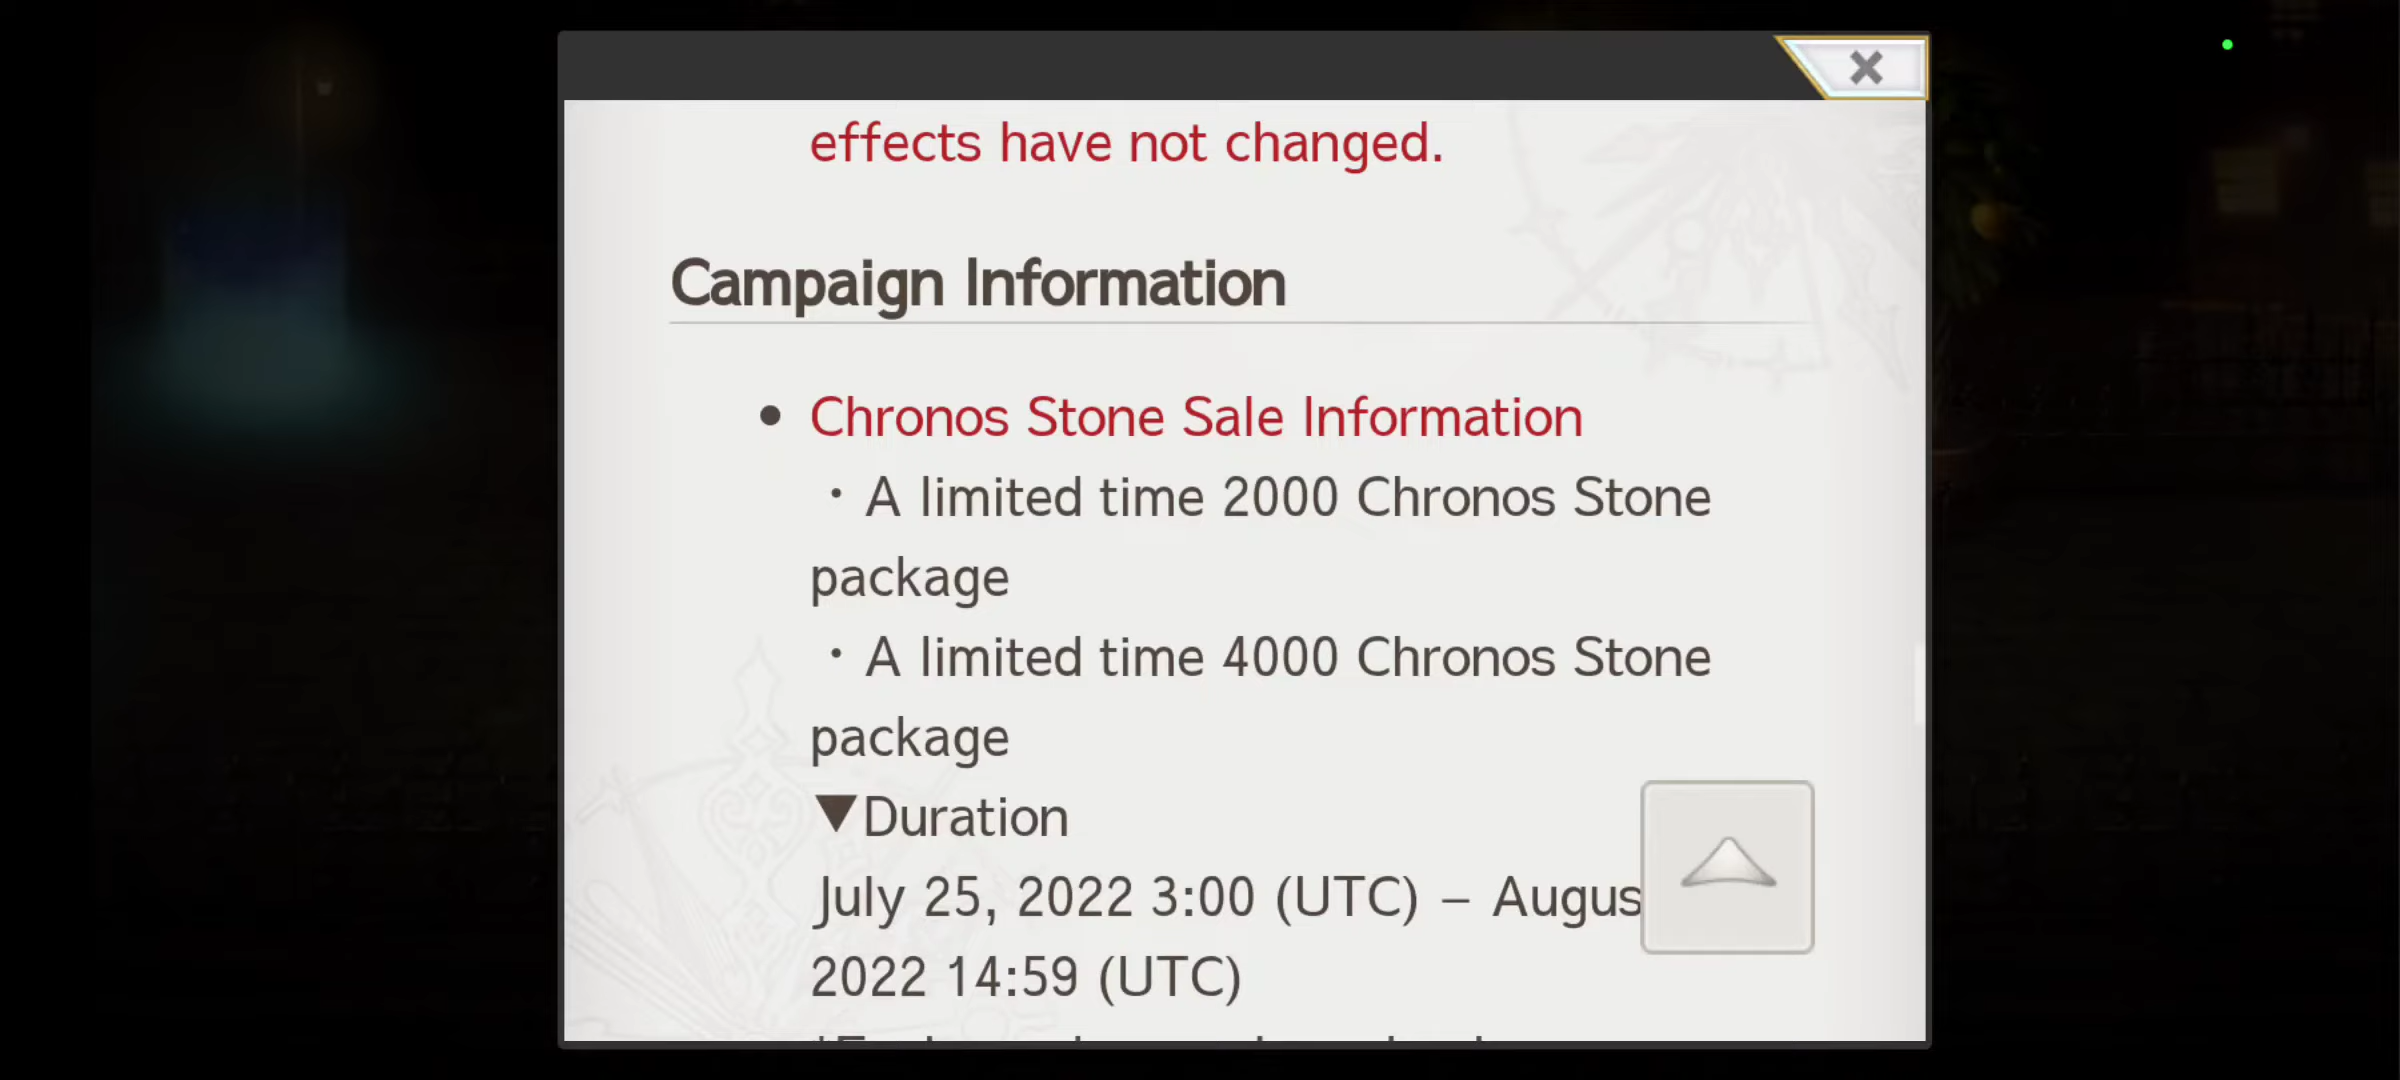 effects have not changed.
Campaign Information
• Chronos Stone Sale Information
・A limited time 2000 Chronos Stone
package
・A limited time 4000 Chronos Stone
package
▼Duration
July 25, 2022 3:00 (UTC) – Augus
2022 14:59 (UTC)